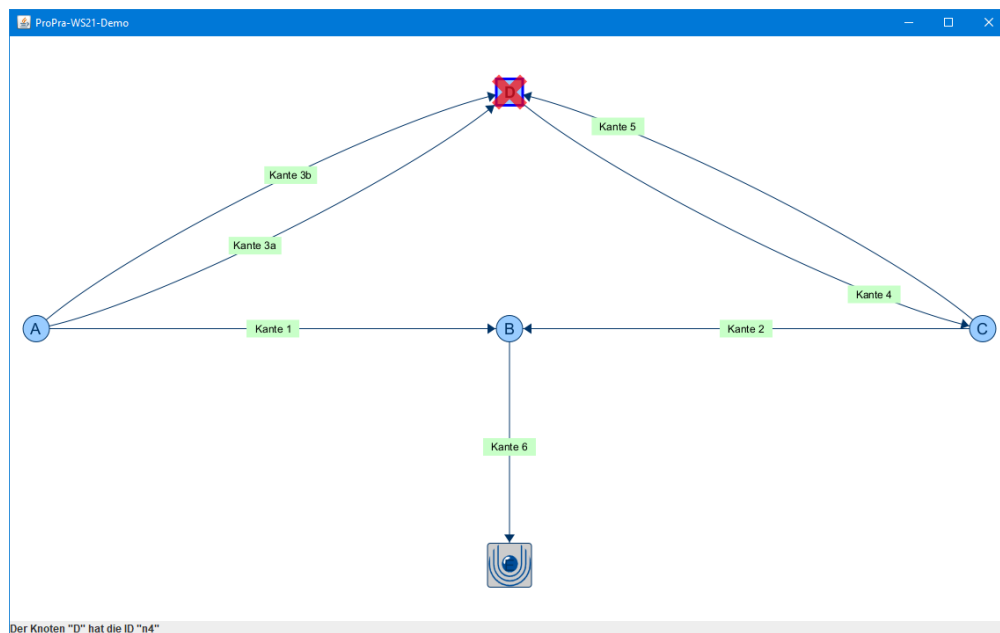 ProPra-WS21-Demo
D
Kante 5
Kante 3b
Kante 3a
Kante 4
A
Kante 1
B
Kante 2
C
Kante 6
Der Knoten "D" hat die ID "n4"